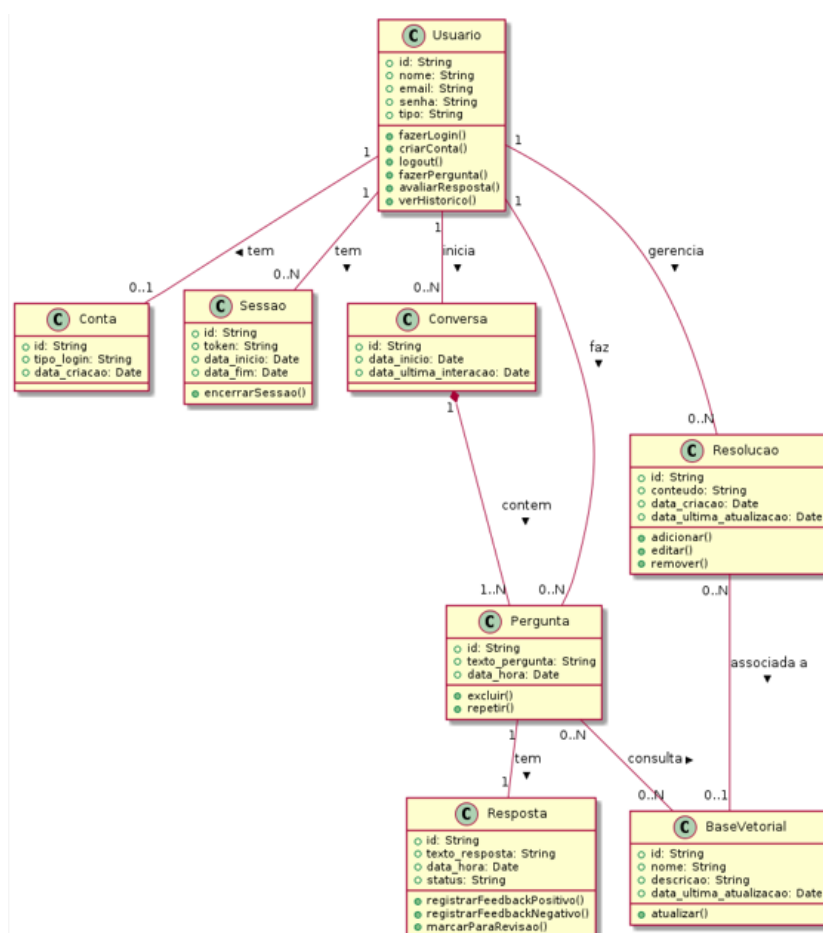 C Usuario
id: String
nome: String
email: String
senha: String
tipo: String
fazerLogin()
criarConta()
logout()
fazerPergunta()
avaliarResposta()
verHistorico()
1
1
1
1
1
tem
tem
inicia
gerencia
faz
0..1
0..N
0..N
C Conta
id: String
tipo_login: String
data_criacao: Date
C Sessao
id: String
token: String
data_inicio: Date
data_fim: Date
encerrarSessao()
C Conversa
id: String
data_inicio: Date
data_ultima_interacao: Date
1
0..N
C Resolucao
id: String
conteudo: String
data_criacao: Date
data_ultima_atualizacao: Date
adicionar()
editar()
remover()
contem
1..N
0..N
0..N
C Pergunta
id: String
texto_pergunta: String
data_hora: Date
excluir()
repetir()
associada a
1
0..N
tem
consulta
1
0..N
0..1
C Resposta
id: String
texto_resposta: String
data_hora: Date
status: String
registrarFeedbackPositivo()
registrarFeedbackNegativo()
marcarParaRevisao()
C BaseVetorial
id: String
nome: String
descricao: String
data_ultima_atualizacao: Date
atualizar()